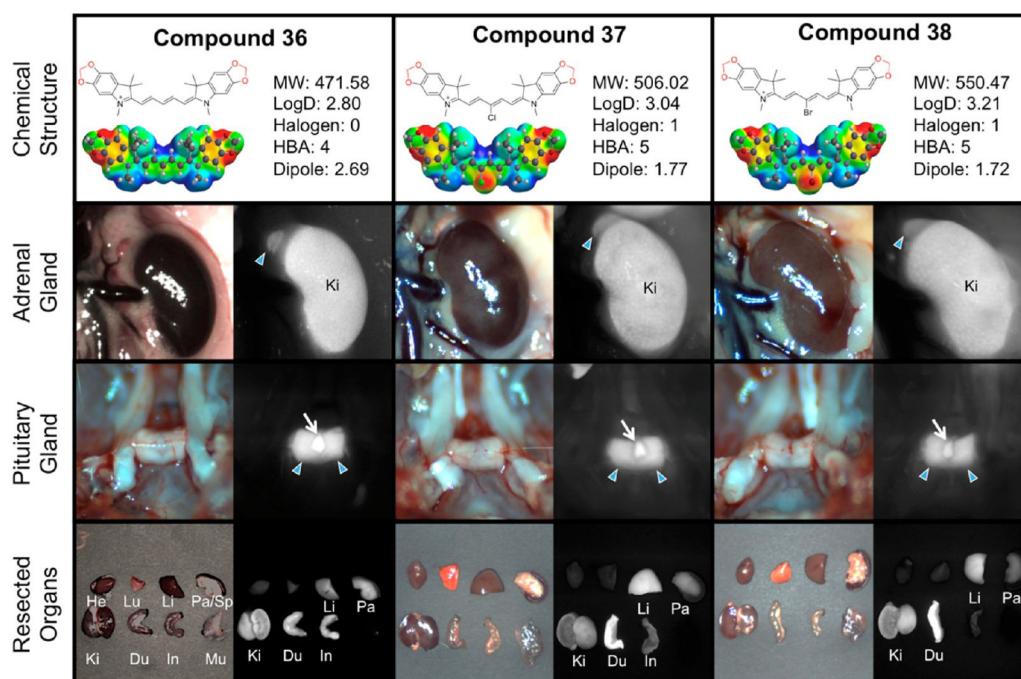 Compound 36
Compound 37
Compound 38
Chemical
Structure
N+
N
MW: 471.58
LogD: 2.80
Halogen: 0
HBA: 4
Dipole: 2.69
N+
Cl
N
MW: 506.02
LogD: 3.04
Halogen: 1
HBA: 5
Dipole: 1.77
N+
Br
N
MW: 550.47
LogD: 3.21
Halogen: 1
HBA: 5
Dipole: 1.72
Adrenal
Gland
Ki
Ki
Ki
Pituitary
Gland
Resected
Organs
He Lu Li Pa/Sp
Ki Du In Mu
Li Pa
Ki Du In
Li Pa
Ki Du In
Li Pa
Ki Du